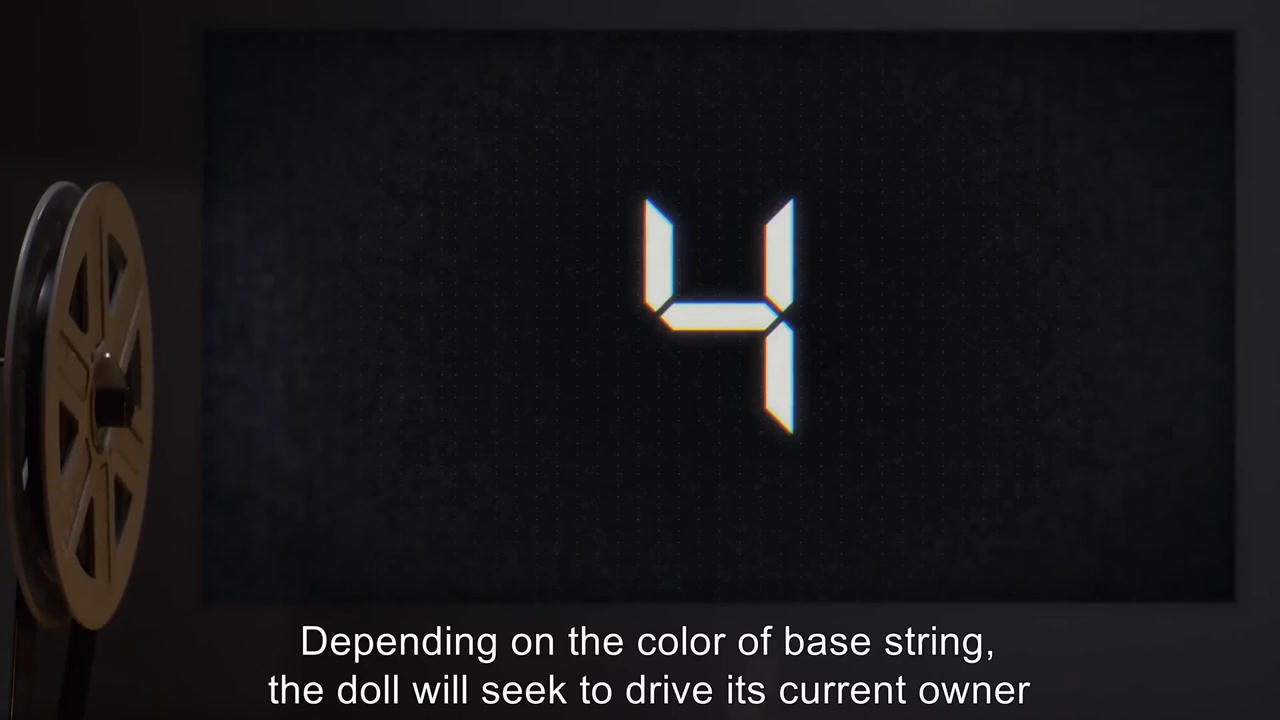 4
Depending on the color of base string,
the doll will seek to drive its current owner